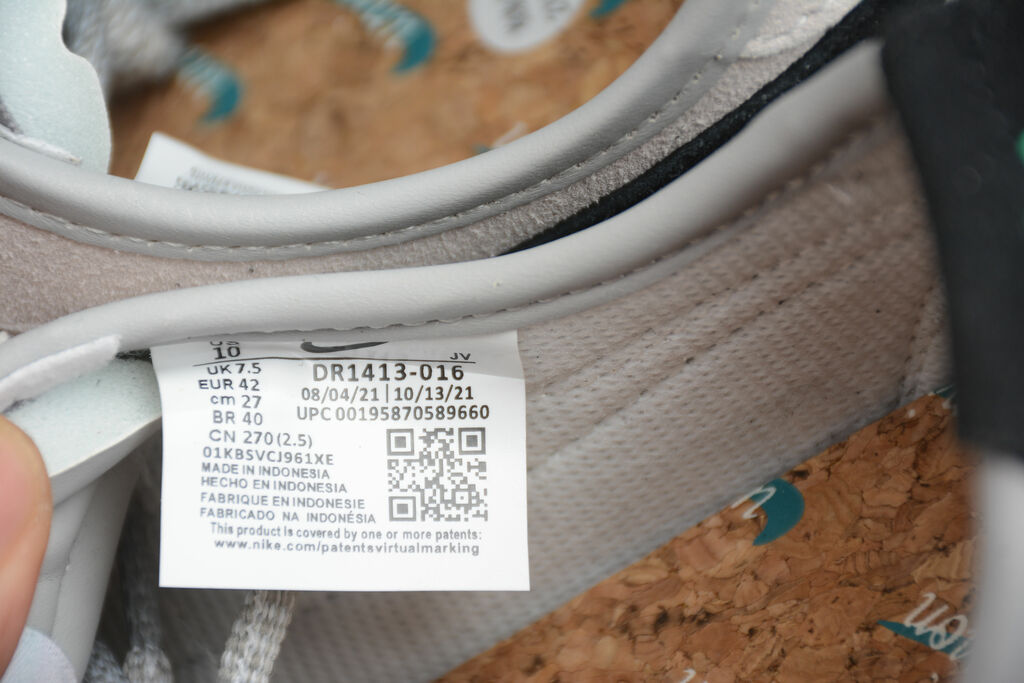 US
10
JV
UK 7.5
DR1413-016
EUR 42
08/04/21 | 10/13/21
cm 27
UPC 00195870589660
BR 40
CN 270 (2.5)
01KBSVCJ961XE
MADE IN INDONESIA
HECHO EN INDONESIA
FABRIQUE EN INDONESIE
FABRICADO NA INDONÉSIA
This product is covered by one or more patents:
www.nike.com/patentsvirtualmarking